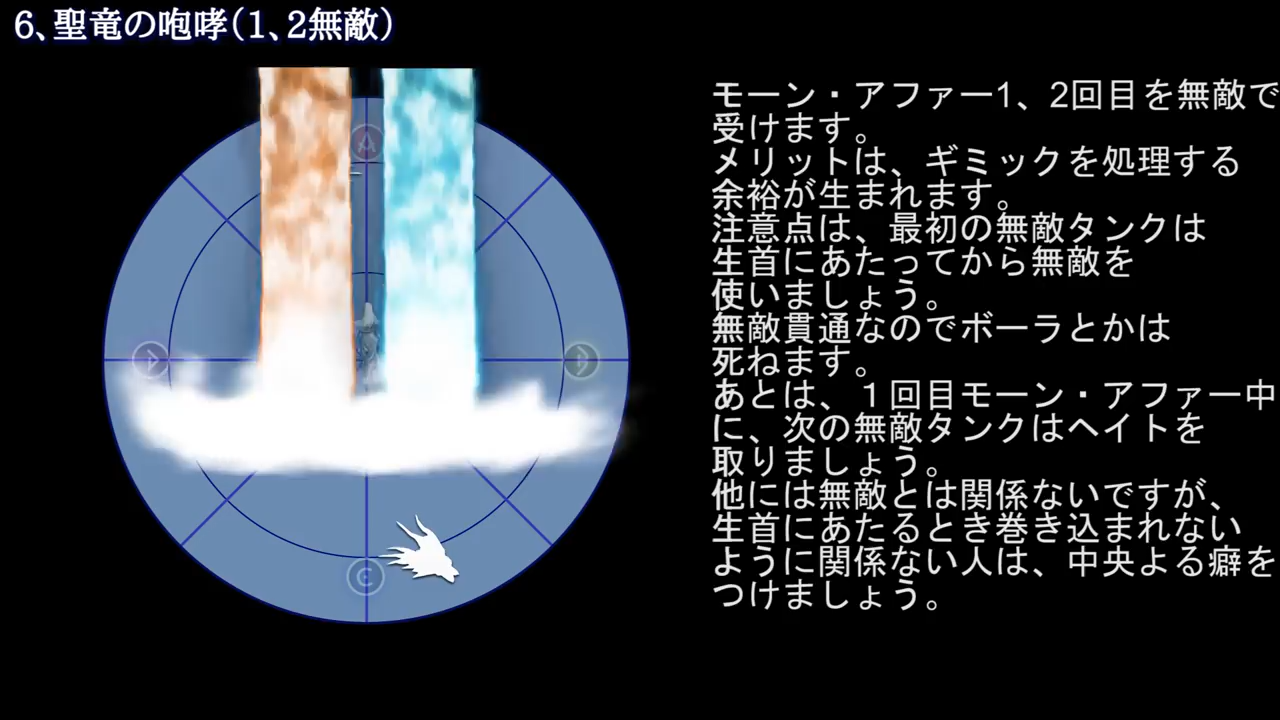 6、聖竜の咆哮（1、2無敵）
モーン・アファー1、2回目を無敵で
受けます。
メリットは、ギミックを処理する
余裕が生まれます。
注意点は、最初の無敵タンクは
生首にあたってから無敵を
使いましょう。
無敵貫通なのでボーラとかは
死ねます。
あとは、１回目モーン・アファー中
に、次の無敵タンクはヘイトを
取りましょう。
他には無敵とは関係ないですが、
生首にあたるとき巻き込まれない
ように関係ない人は、中央よる癖を
つけましょう。
A
D
C